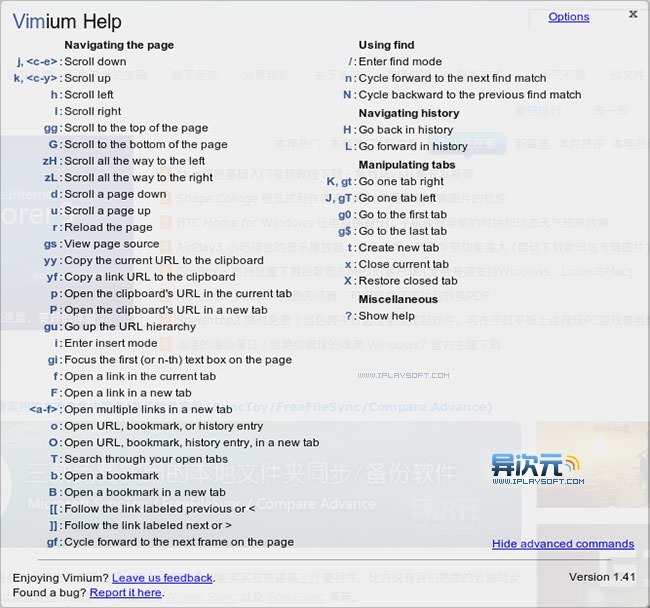 Vimium Help
Options
x
Navigating the page
j, <c-e>: Scroll down
k, <c-y>: Scroll up
h: Scroll left
l: Scroll right
gg: Scroll to the top of the page
G: Scroll to the bottom of the page
zH: Scroll all the way to the left
zL: Scroll all the way to the right
d: Scroll a page down
u: Scroll a page up
r: Reload the page
gs: View page source
yy: Copy the current URL to the clipboard
yf: Copy a link URL to the clipboard
p: Open the clipboard's URL in the current tab
P: Open the clipboard's URL in a new tab
gu: Go up the URL hierarchy
i: Enter insert mode
gi: Focus the first (or n-th) text box on the page
f: Open a link in the current tab
F: Open a link in a new tab
<a-f>: Open multiple links in a new tab
o: Open URL, bookmark, or history entry
O: Open URL, bookmark, history entry, in a new tab
T: Search through your open tabs
b: Open a bookmark
B: Open a bookmark in a new tab
[[: Follow the link labeled previous or <
]]: Follow the link labeled next or >
gf: Cycle forward to the next frame on the page
Using find
/: Enter find mode
n: Cycle forward to the next find match
N: Cycle backward to the previous find match
Navigating history
H: Go back in history
L: Go forward in history
Manipulating tabs
K, gt: Go one tab right
J, gT: Go one tab left
g0: Go to the first tab
g$: Go to the last tab
t: Create new tab
x: Close current tab
X: Restore closed tab
Miscellaneous
?: Show help
WWW.IPLAYSOFT.COM
异次元
WWW.IPLAYSOFT.COM
Hide advanced commands
Enjoying Vimium? Leave us feedback.
Found a bug? Report it here.
Version 1.41